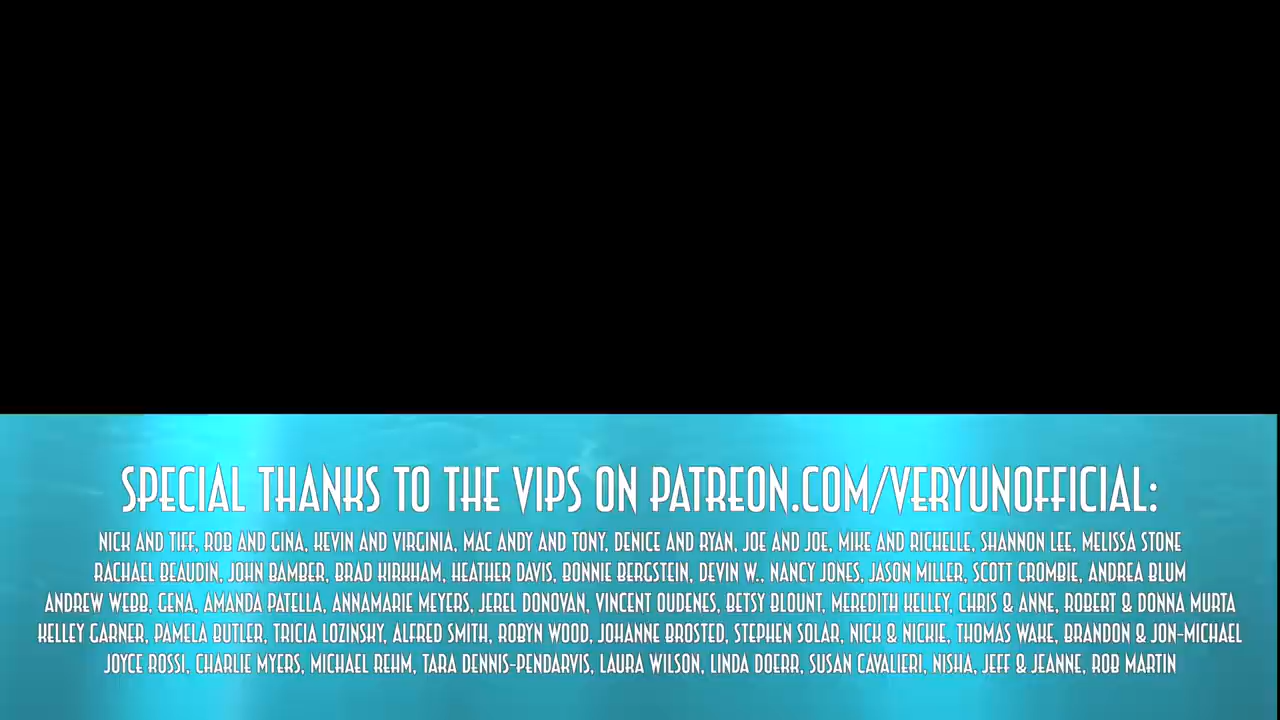 SPECIAL THANKS TO THE VIPS ON PATREON.COM/VERYUNOFFICIAL:
NICK AND TIFF, ROB AND GINA, KEVIN AND VIRGINIA, MAC ANDY AND TONY, DENICE AND RYAN, JOE AND JOE, MIKE AND RICHELLE, SHANNON LEE, MELISSA STONE
RACHAEL BEAUDIN, JOHN BAMBER, BRAD KIRKHAM, HEATHER DAVIS, BONNIE BERGSTEIN, DEVIN W., NANCY JONES, JASON MILLER, SCOTT CROMBIE, ANDREA BLUM
ANDREW WEBB, GENA, AMANDA PATELLA, ANNAMARIE MEYERS, JEREL DONOVAN, VINCENT OUDENES, BETSY BLOUNT, MEREDITH KELLEY, CHRIS & ANNE, ROBERT & DONNA MURTA
KELLEY GARNER, PAMELA BUTLER, TRICIA LOZINSKY, ALFRED SMITH, ROBYN WOOD, JOHANNE BROSTED, STEPHEN SOLAR, NICK & NICKIE, THOMAS WAKE, BRANDON & JON-MICHAEL
JOYCE ROSSI, CHARLIE MYERS, MICHAEL REHM, TARA DENNIS-PENDARVIS, LAURA WILSON, LINDA DOERR, SUSAN CAVALIERI, NISHA, JEFF & JEANNE, ROB MARTIN